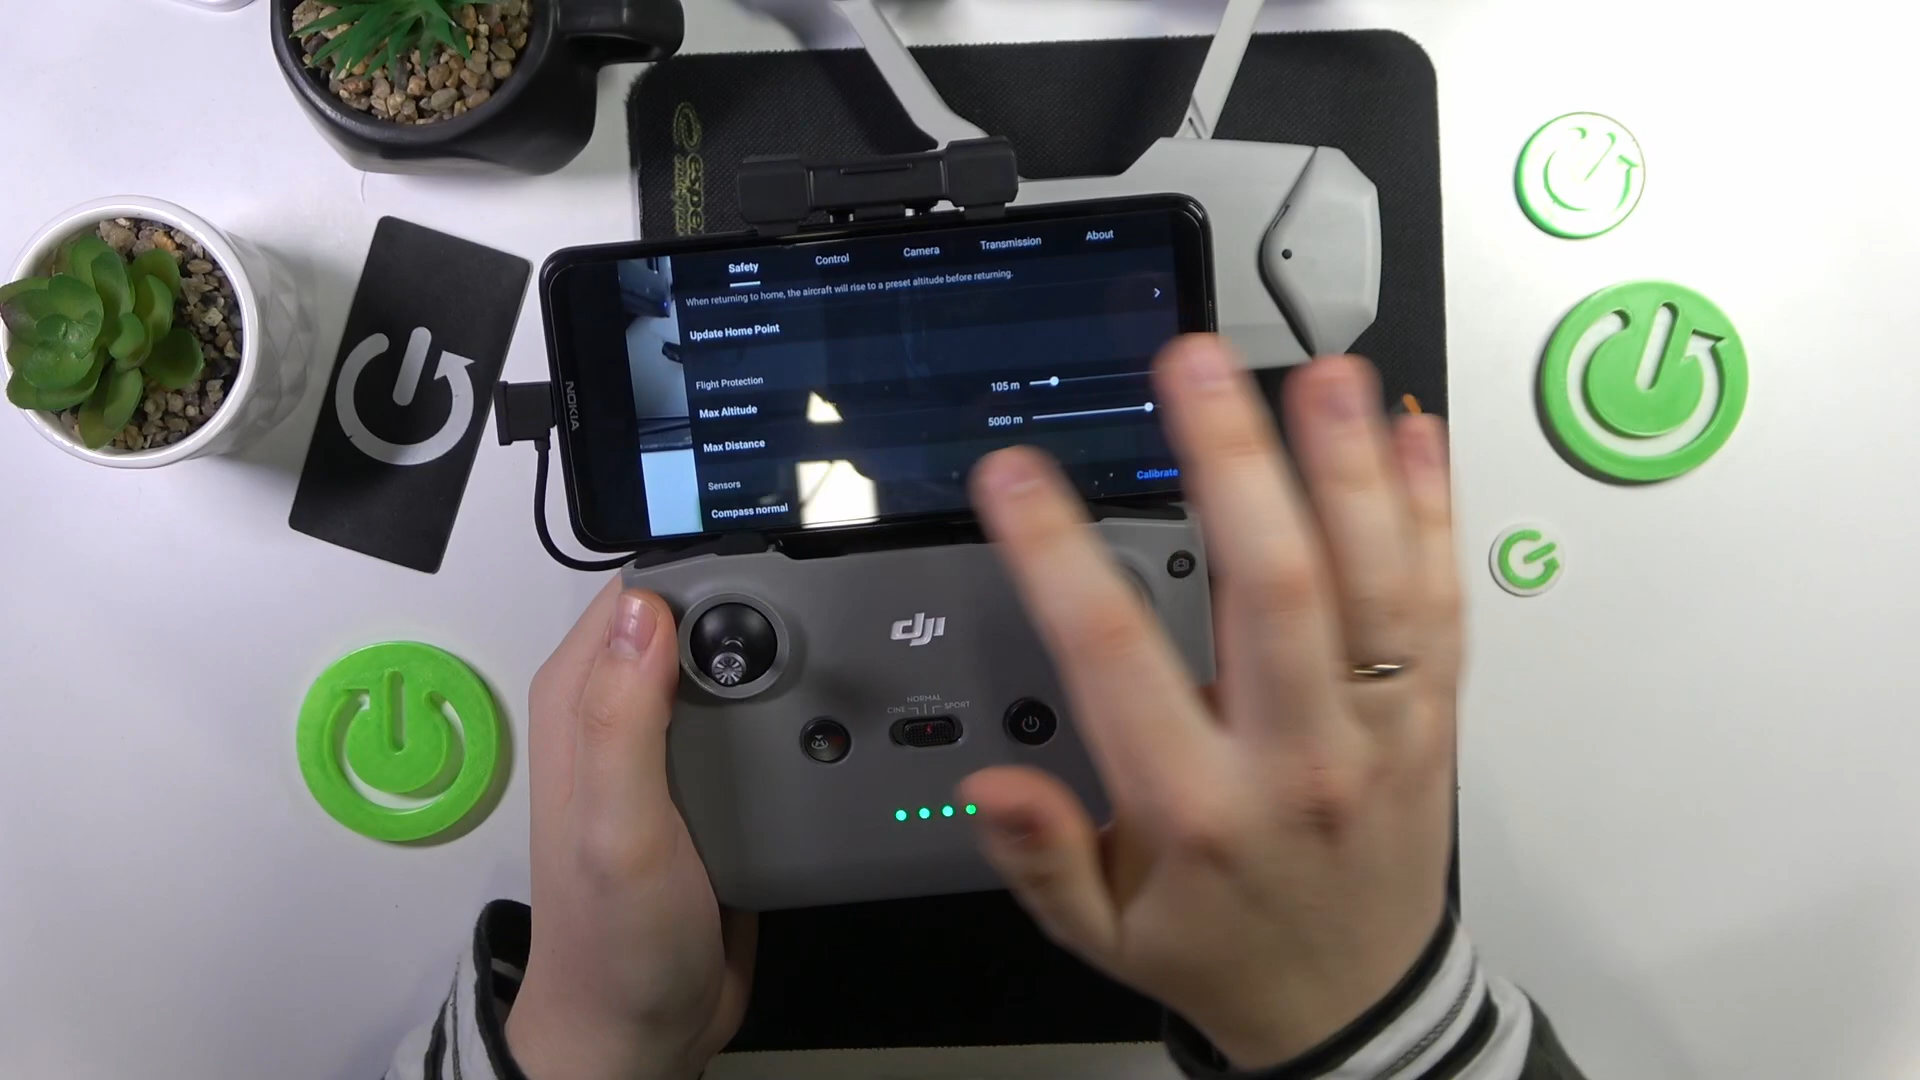 Safety
Control
Camera
Transmission
About
When returning to home, the aircraft will rise to a preset altitude before returning.
Update Home Point
Flight Protection
Max Altitude
105 m
Max Distance
5000 m
Sensors
Compass normal
Calibrate
NOKIA
dji
NORMAL
CINE
SPORT